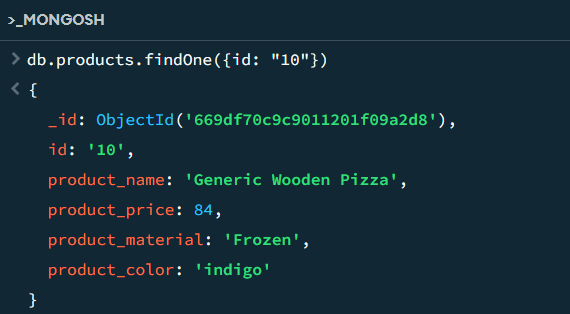 >_MONGOSH
> db.products.findOne({id: "10"})
< {
_id: ObjectId('669df70c9c9011201f09a2d8'),
id: '10',
product_name: 'Generic Wooden Pizza',
product_price: 84,
product_material: 'Frozen',
product_color: 'indigo'
}